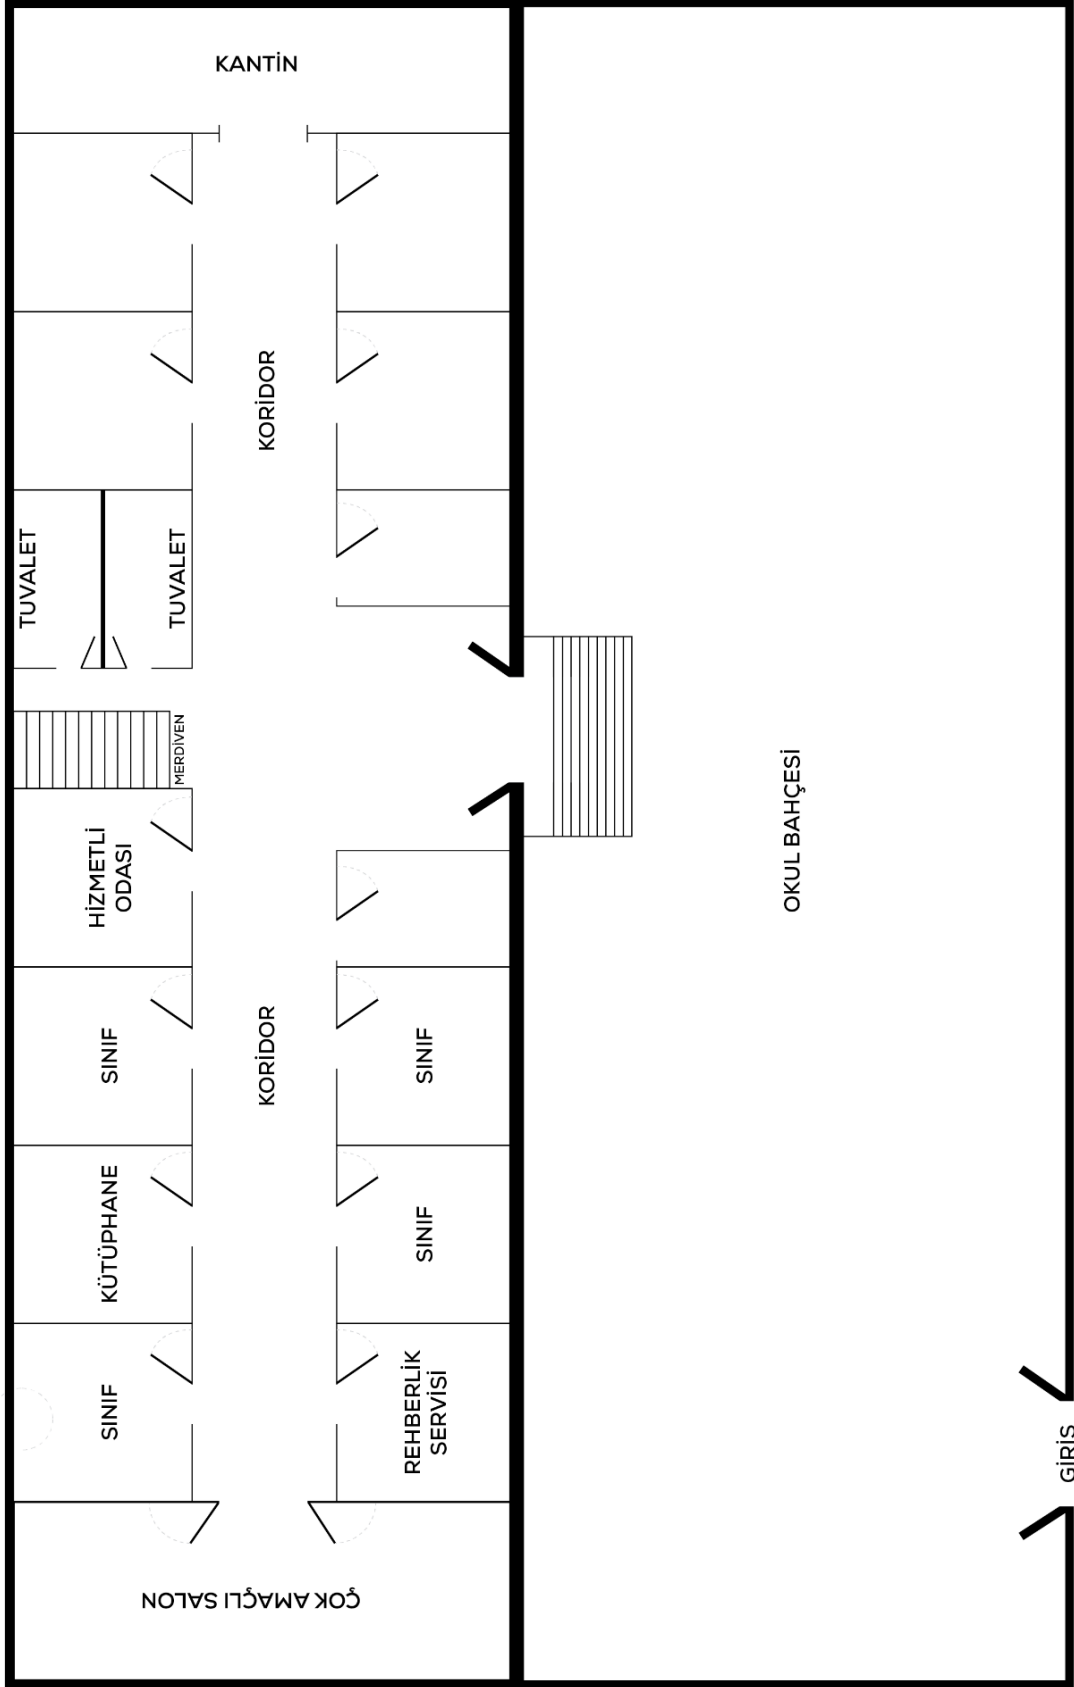 KANTİN
KORİDOR
TUVALET
TUVALET
MERDİVEN
OKUL BAHÇESİ
HİZMETLİ
ODASI
KORİDOR
SINIF
SINIF
KÜTÜPHANE
SINIF
SINIF
REHBERLİK
SERVİSİ
GİRİŞ
ÇOK AMAÇLI SALON